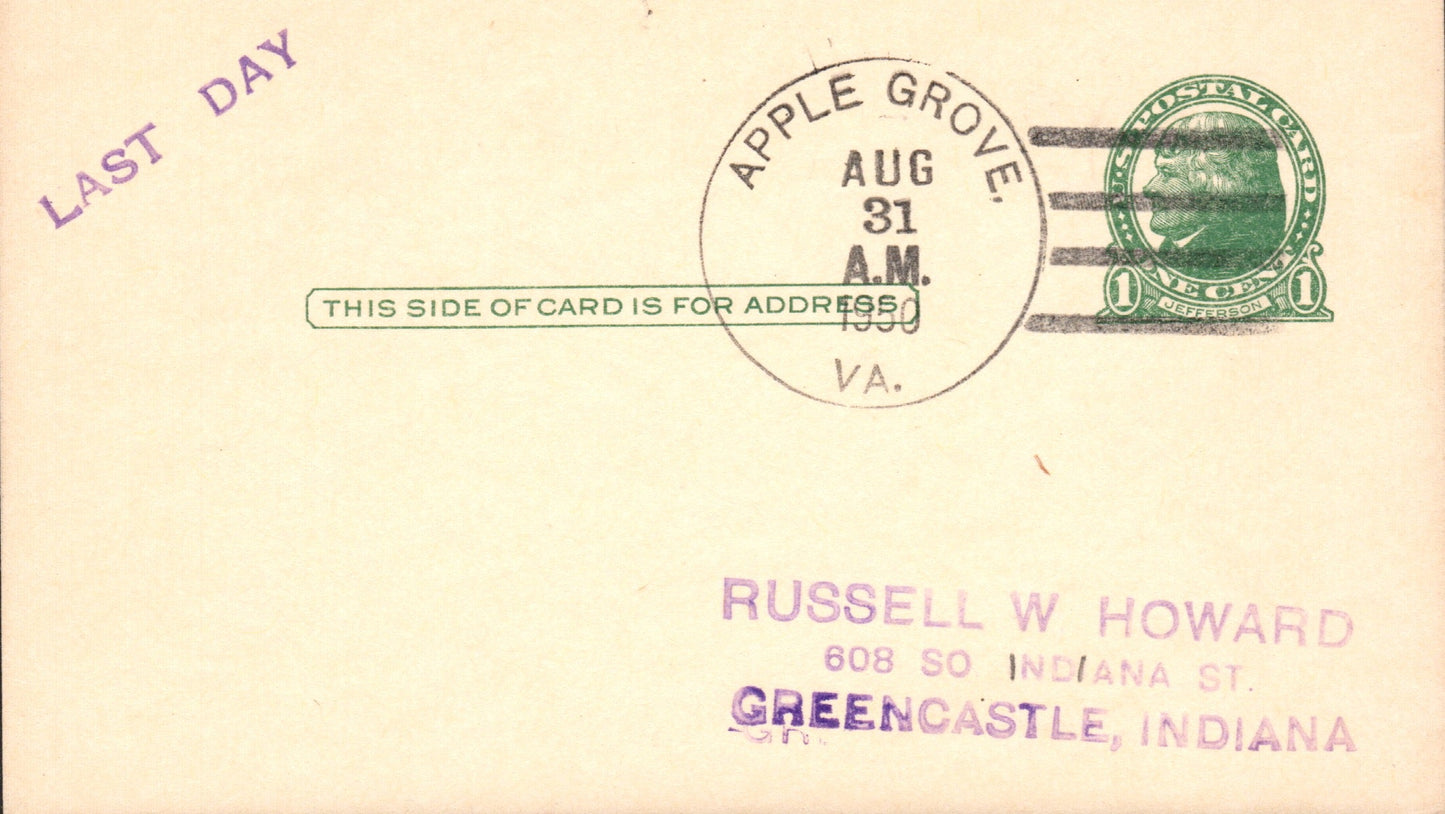 LAST DAY
APPLE GROVE,
AUG
31
A.M.
1950
VA.
U.S. POSTAL CARD
ONE CENT
1 JEFFERSON 1
THIS SIDE OF CARD IS FOR ADDRESS
RUSSELL W HOWARD
608 SO INDIANA ST.
GREENCASTLE, INDIANA